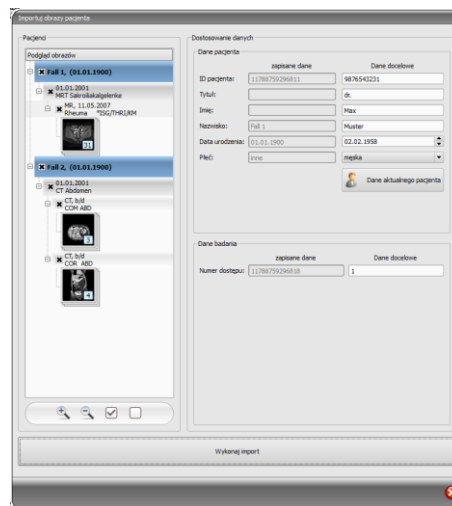 Importuj obrazy pacjenta
Pacjenci
Podgląd obrazów
Fall 1, (01.01.1900)
01.01.2001
MRT Sakroiliakalgelenke
MR, 11.05.2007
Rheuma *ISG/THRI/KM
31
Fall 2, (01.01.1900)
01.01.2001
CT Abdomen
CT, b/d
COM ABD
3
CT, b/d
COR ABD
4
Dostosowanie danych
Dane pacjenta
zapisane dane Dane docelowe
ID pacjenta: 11788759296811 9876543231
Tytuł: dr.
Imię: Max
Nazwisko: Fall 1 Muster
Data urodzenia: 01.01.1900 02.02.1958
Płeć: inna męska
Dane aktualnego pacjenta
Dane badania
zapisane dane Dane docelowe
Numer dostępu: 11788759296818 1
Wykonaj import